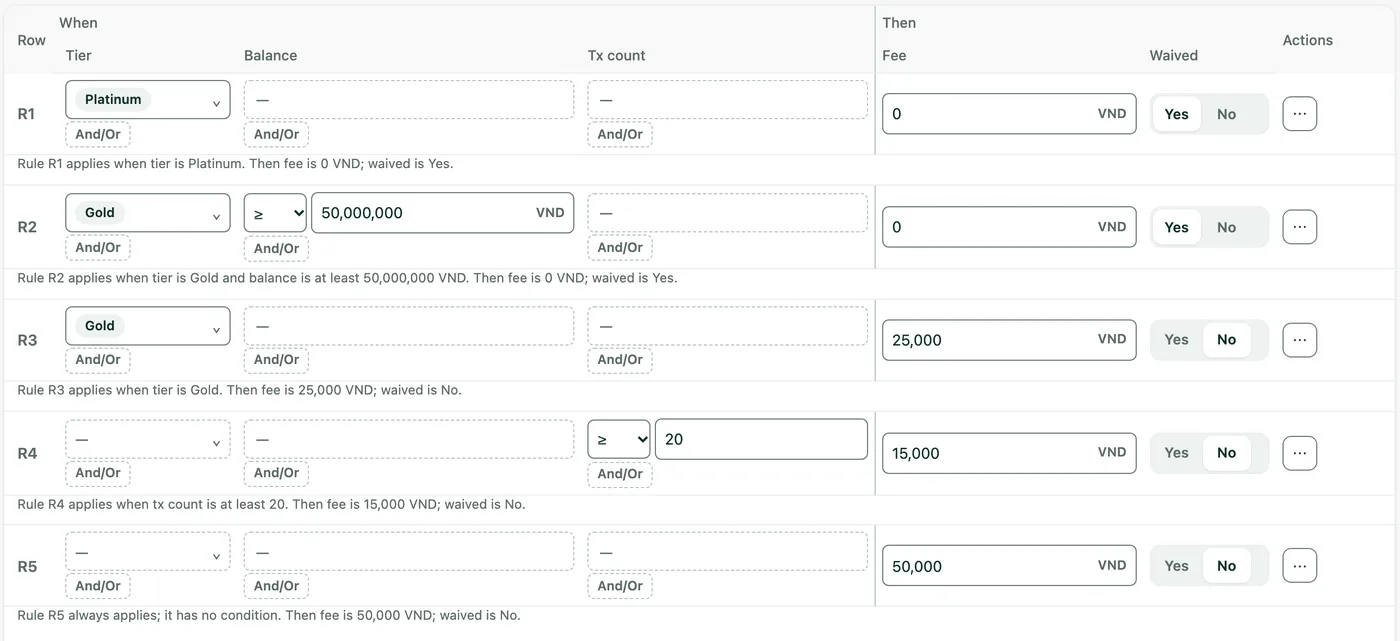 Row When Then Actions
Tier Balance Tx count Fee Waived
R1 Platinum — — 0 VND Yes No ...
And/Or And/Or And/Or
Rule R1 applies when tier is Platinum. Then fee is 0 VND; waived is Yes.
R2 Gold ≥ 50,000,000 VND — 0 VND Yes No ...
And/Or And/Or And/Or
Rule R2 applies when tier is Gold and balance is at least 50,000,000 VND. Then fee is 0 VND; waived is Yes.
R3 Gold — — 25,000 VND Yes No ...
And/Or And/Or And/Or
Rule R3 applies when tier is Gold. Then fee is 25,000 VND; waived is No.
R4 — — ≥ 20 15,000 VND Yes No ...
And/Or And/Or And/Or
Rule R4 applies when tx count is at least 20. Then fee is 15,000 VND; waived is No.
R5 — — — 50,000 VND Yes No ...
And/Or And/Or And/Or
Rule R5 always applies; it has no condition. Then fee is 50,000 VND; waived is No.